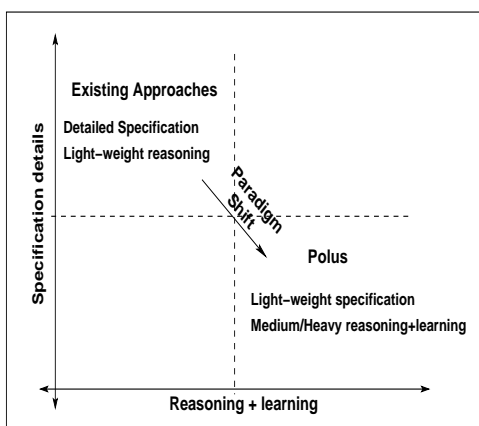 Existing Approaches
Detailed Specification
Light-weight reasoning
Paradigm
Shift
Polus
Light-weight specification
Medium/Heavy reasoning+learning
Specification details
Reasoning + learning